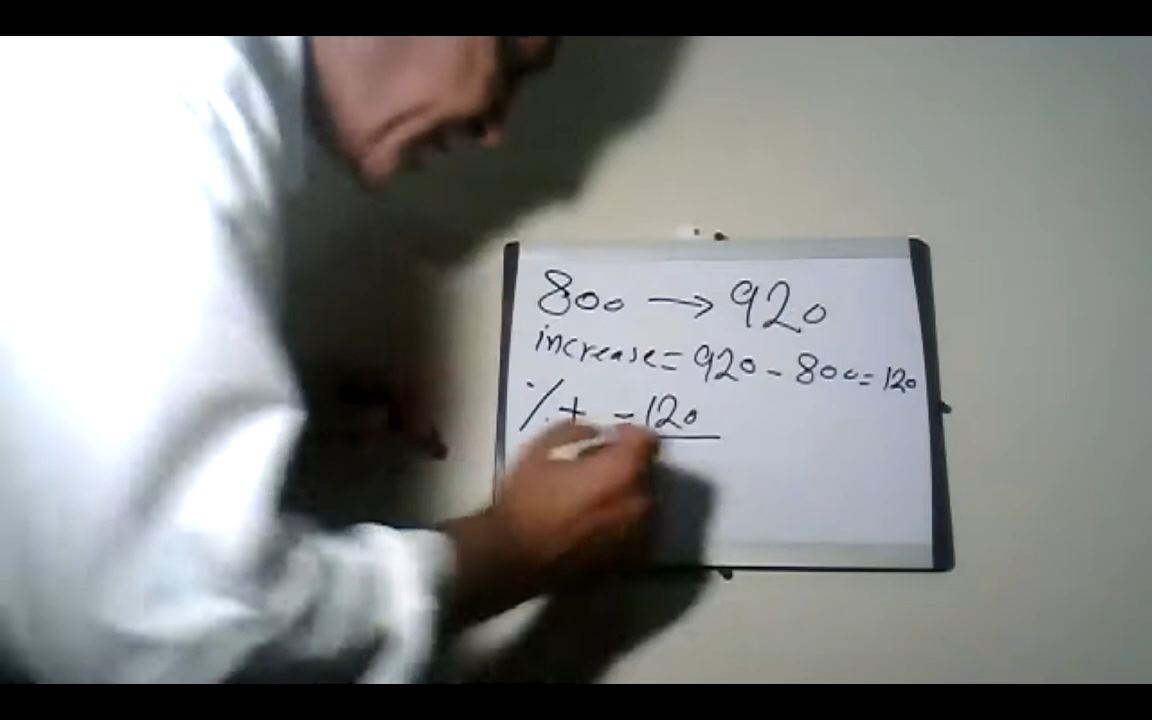 800 → 920
increase = 920 - 800 = 120
% + = 120